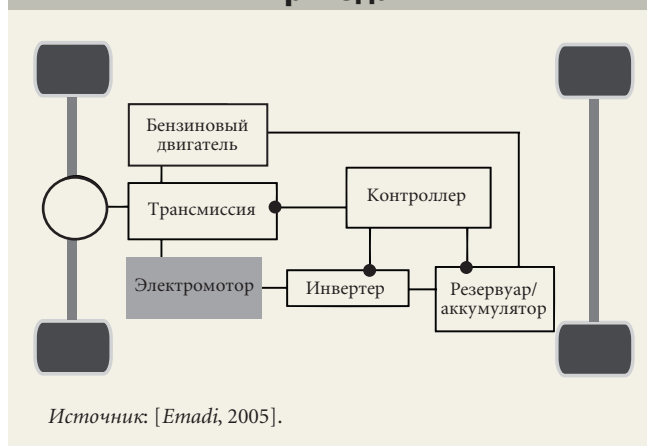 Бензиновый
двигатель
Трансмиссия
Контроллер
Электромотор
Инвертер
Резервуар/
аккумулятор
Источник: [Emadi, 2005].